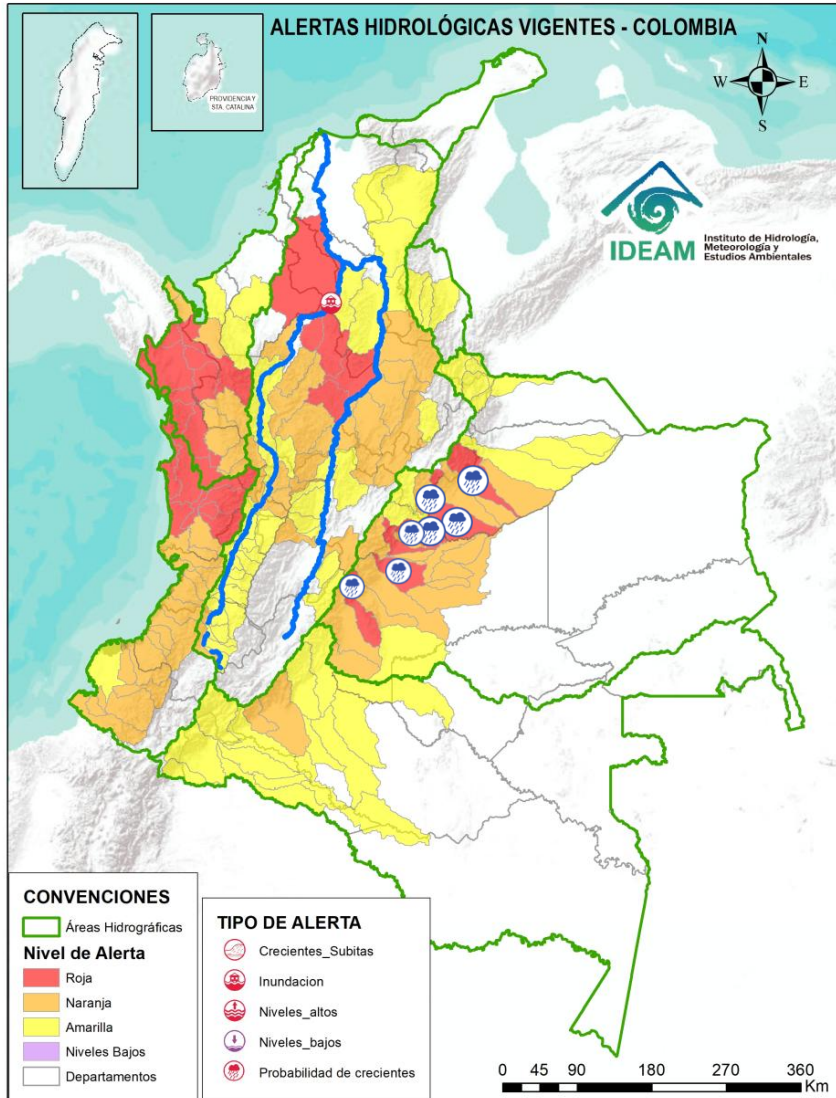 ALERTAS HIDROLÓGICAS VIGENTES - COLOMBIA
PROVIDENCIA Y
STA. CATALINA
N
W
E
S
IDEAM
Instituto de Hidrología,
Meteorología y
Estudios Ambientales
CONVENCIONES
Áreas Hidrográficas
Nivel de Alerta
Roja
Naranja
Amarilla
Niveles Bajos
Departamentos
TIPO DE ALERTA
Crecientes_Subitas
Inundacion
Niveles_altos
Niveles_bajos
Probabilidad de crecientes
0 45 90 180 270 360
Km